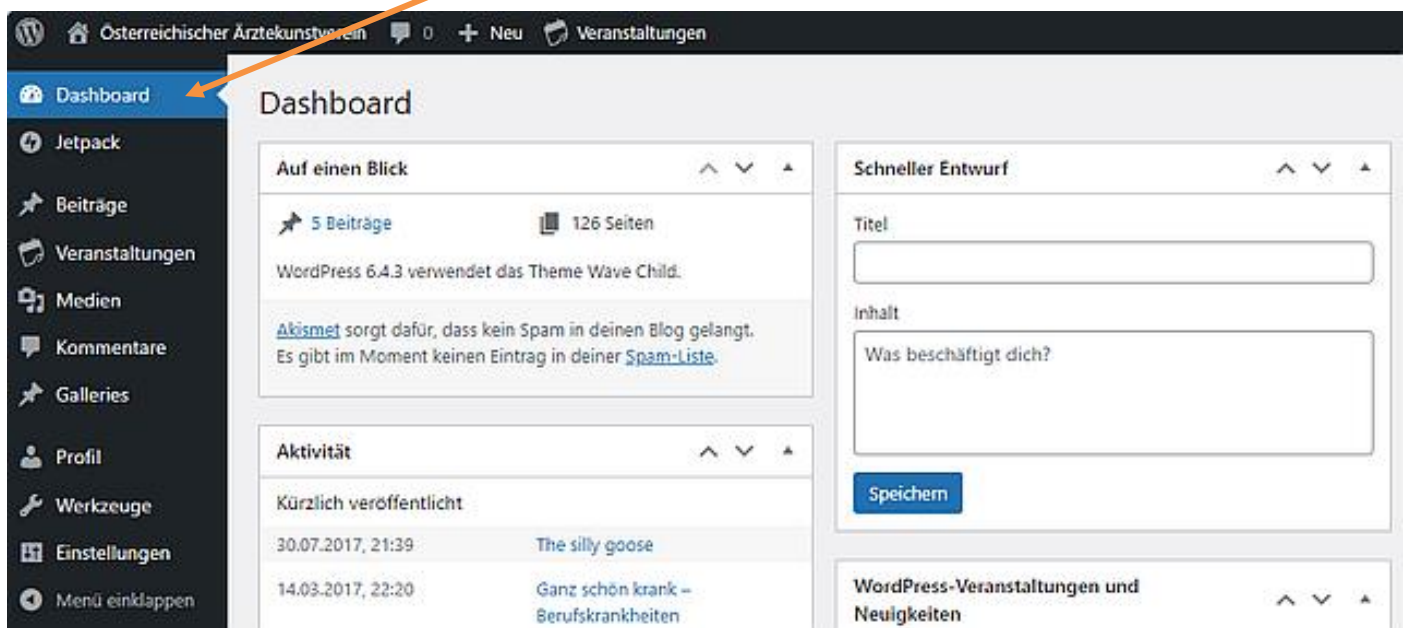 Österreichischer Ärztekunstverein 0 + Neu Veranstaltungen
Dashboard
Jetpack
Beiträge
Veranstaltungen
Medien
Kommentare
Galleries
Profil
Werkzeuge
Einstellungen
Menü einklappen
Dashboard
Auf einen Blick
5 Beiträge 126 Seiten
WordPress 6.4.3 verwendet das Theme Wave Child.
Akismet sorgt dafür, dass kein Spam in deinen Blog gelangt.
Es gibt im Moment keinen Eintrag in deiner Spam-Liste.
Aktivität
Kürzlich veröffentlicht
30.07.2017, 21:39 The silly goose
14.03.2017, 22:20 Ganz schön krank –
Berufskrankheiten
Schneller Entwurf
Titel
Inhalt
Was beschäftigt dich?
Speichern
WordPress-Veranstaltungen und
Neuigkeiten